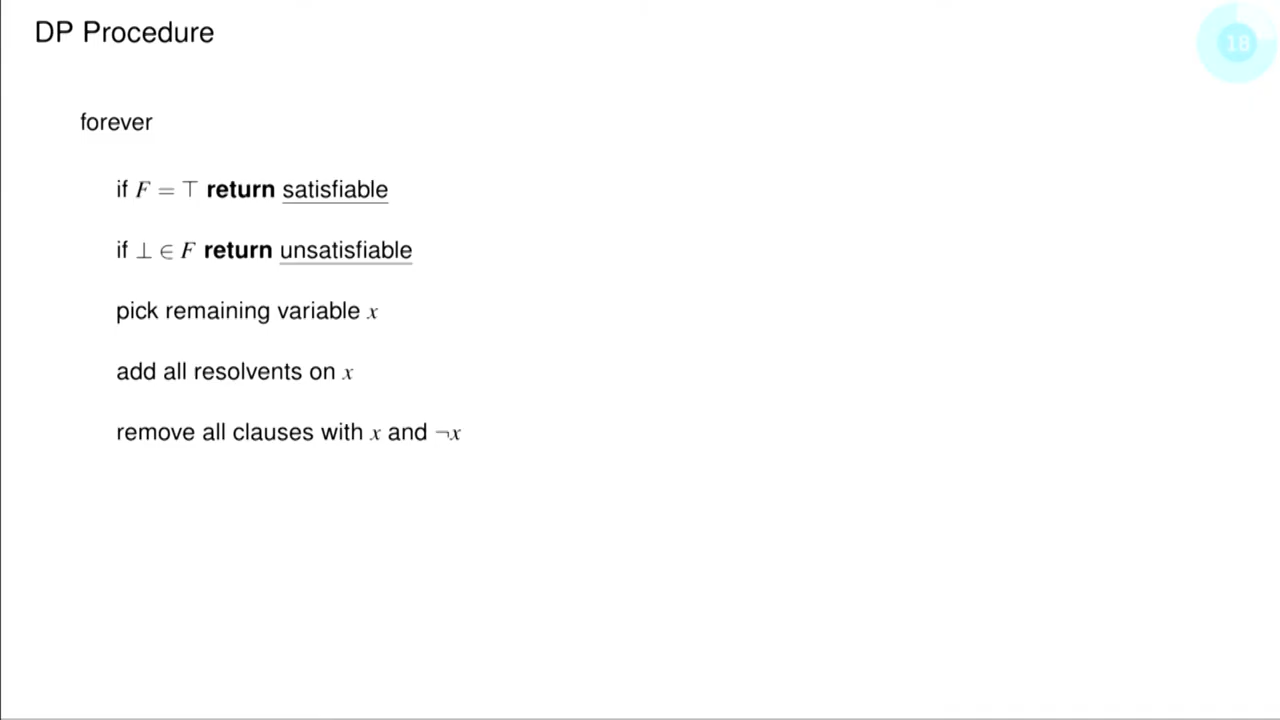 DP Procedure
18
forever
if F = ⊤ return satisfiable
if ⊥ ∈ F return unsatisfiable
pick remaining variable x
add all resolvents on x
remove all clauses with x and ¬x